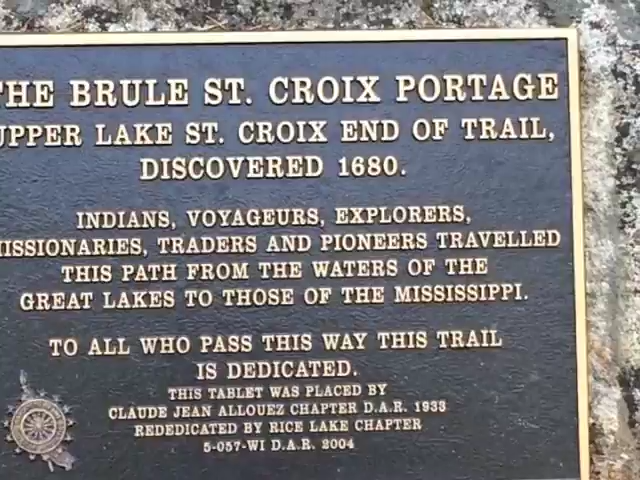 THE BRULE ST. CROIX PORTAGE
UPPER LAKE ST. CROIX END OF TRAIL,
DISCOVERED 1680.
INDIANS, VOYAGEURS, EXPLORERS,
MISSIONARIES, TRADERS AND PIONEERS TRAVELLED
THIS PATH FROM THE WATERS OF THE
GREAT LAKES TO THOSE OF THE MISSISSIPPI.
TO ALL WHO PASS THIS WAY THIS TRAIL
IS DEDICATED.
THIS TABLET WAS PLACED BY
CLAUDE JEAN ALLOUEZ CHAPTER D.A.R. 1933
REDEDICATED BY RICE LAKE CHAPTER
5-057-WI D.A.R. 2004